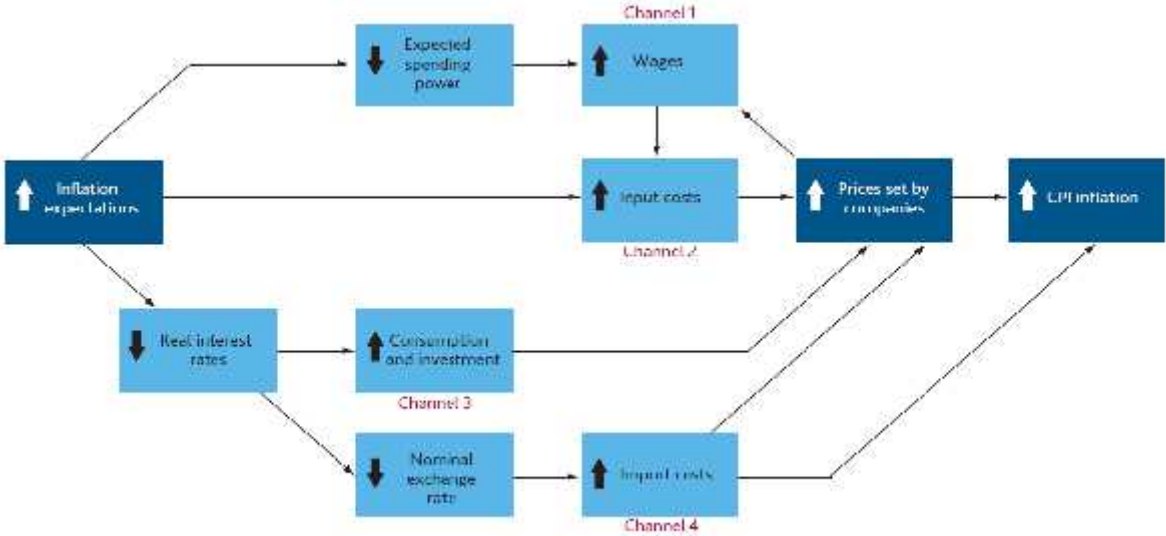 Channel 1
Expected
spending
power
Wages
Inflation
expectations
Input costs
Prices set by
companies
CPI inflation
Channel 2
Real interest
rates
Consumption
and investment
Channel 3
Nominal
exchange
rate
Import costs
Channel 4